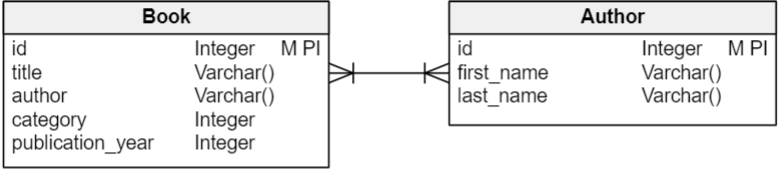 Book
id Integer M PI
title Varchar()
author Varchar()
category Integer
publication_year Integer
Author
id Integer M PI
first_name Varchar()
last_name Varchar()